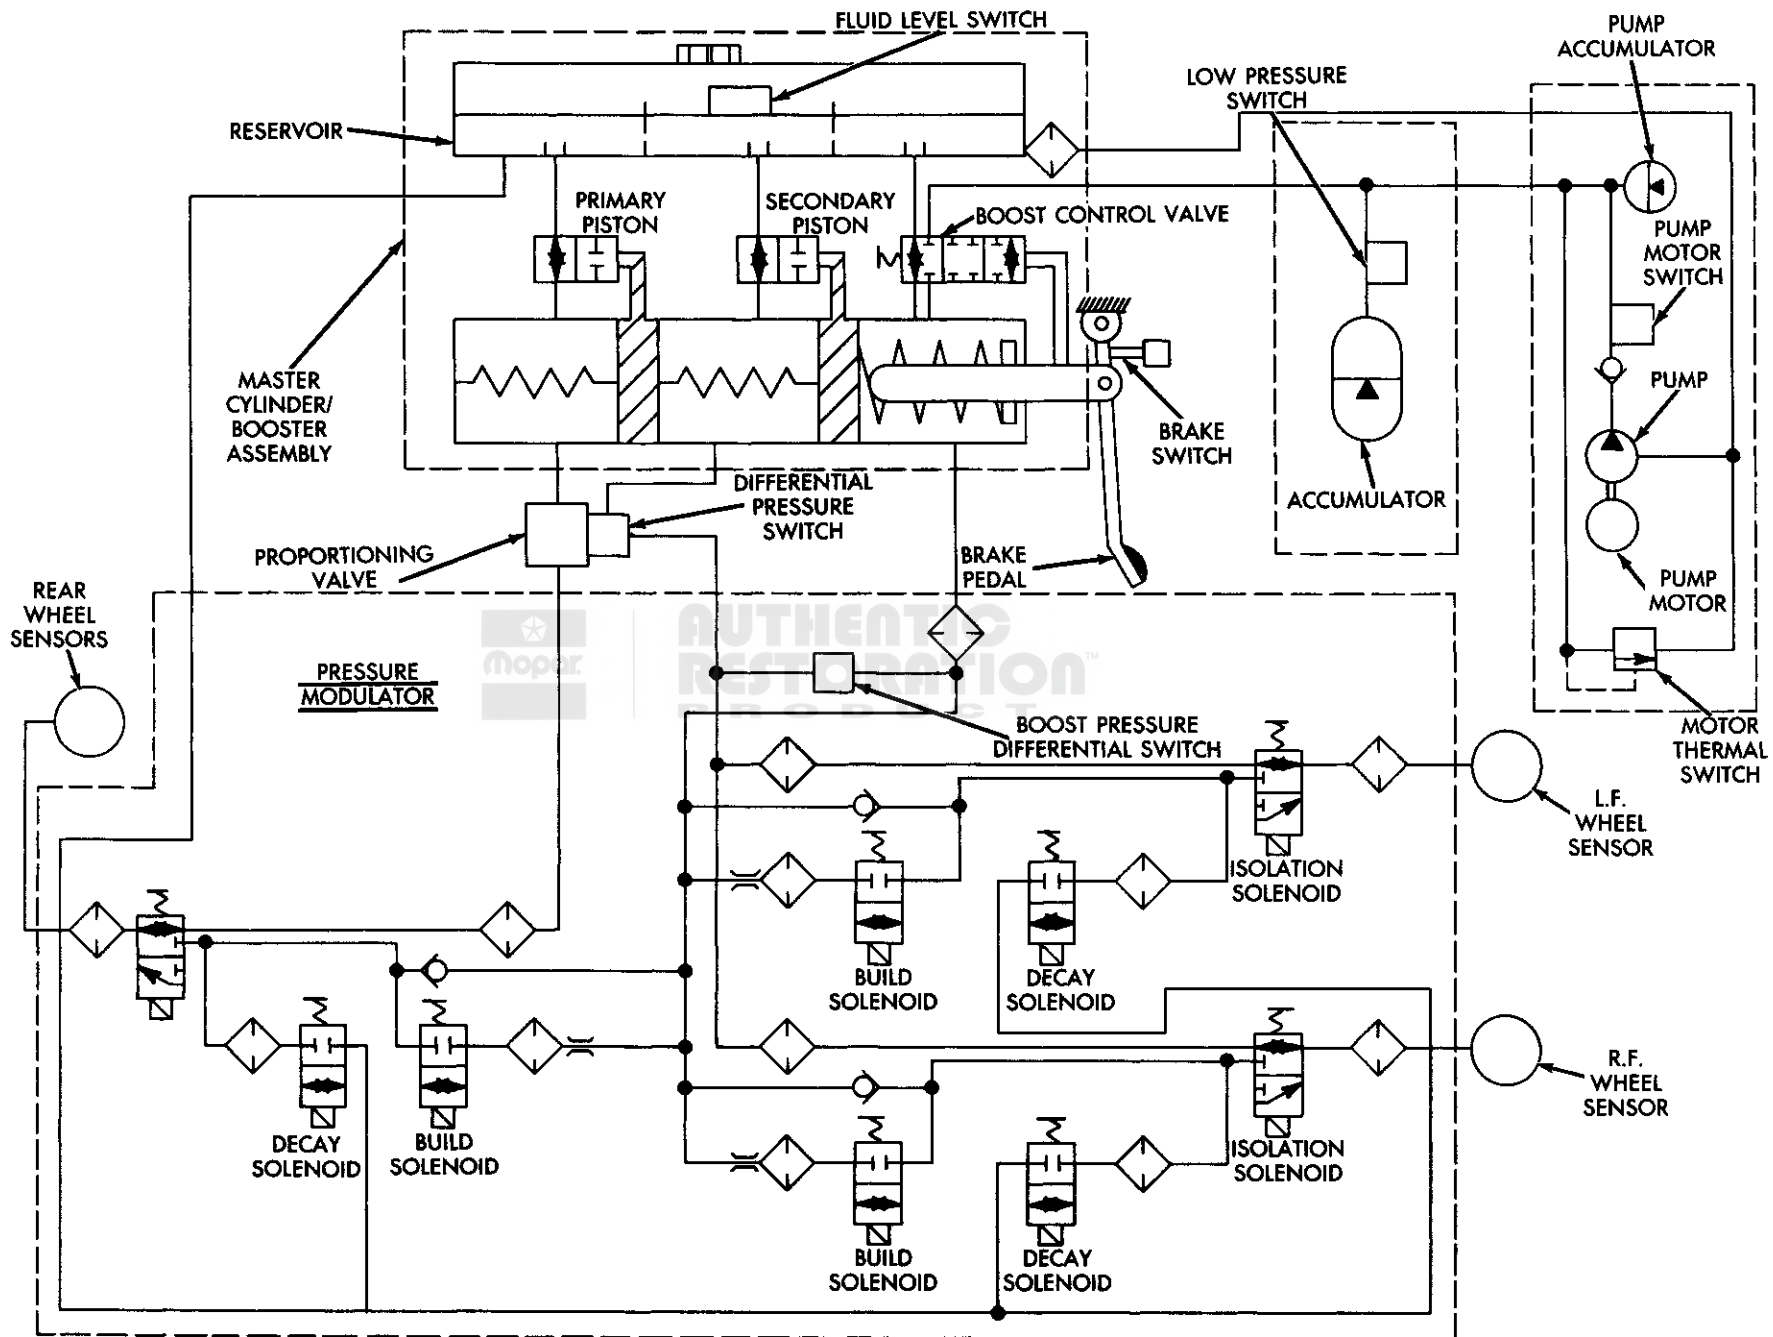 FLUID LEVEL SWITCH
PUMP
ACCUMULATOR
LOW PRESSURE
SWITCH
RESERVOIR
PRIMARY
PISTON
SECONDARY
PISTON
BOOST CONTROL VALVE
PUMP
MOTOR
SWITCH
MASTER
CYLINDER/
BOOSTER
ASSEMBLY
BRAKE
SWITCH
PUMP
ACCUMULATOR
DIFFERENTIAL
PRESSURE
SWITCH
PROPORTIONING
VALVE
BRAKE
PEDAL
PUMP
MOTOR
REAR
WHEEL
SENSORS
Mopar
AUTHENTIC
RESTORATION™
PRODUCT
PRESSURE
MODULATOR
BOOST PRESSURE
DIFFERENTIAL SWITCH
MOTOR
THERMAL
SWITCH
L.F.
WHEEL
SENSOR
ISOLATION
SOLENOID
BUILD
SOLENOID
DECAY
SOLENOID
R.F.
WHEEL
SENSOR
DECAY
SOLENOID
BUILD
SOLENOID
ISOLATION
SOLENOID
BUILD
SOLENOID
DECAY
SOLENOID